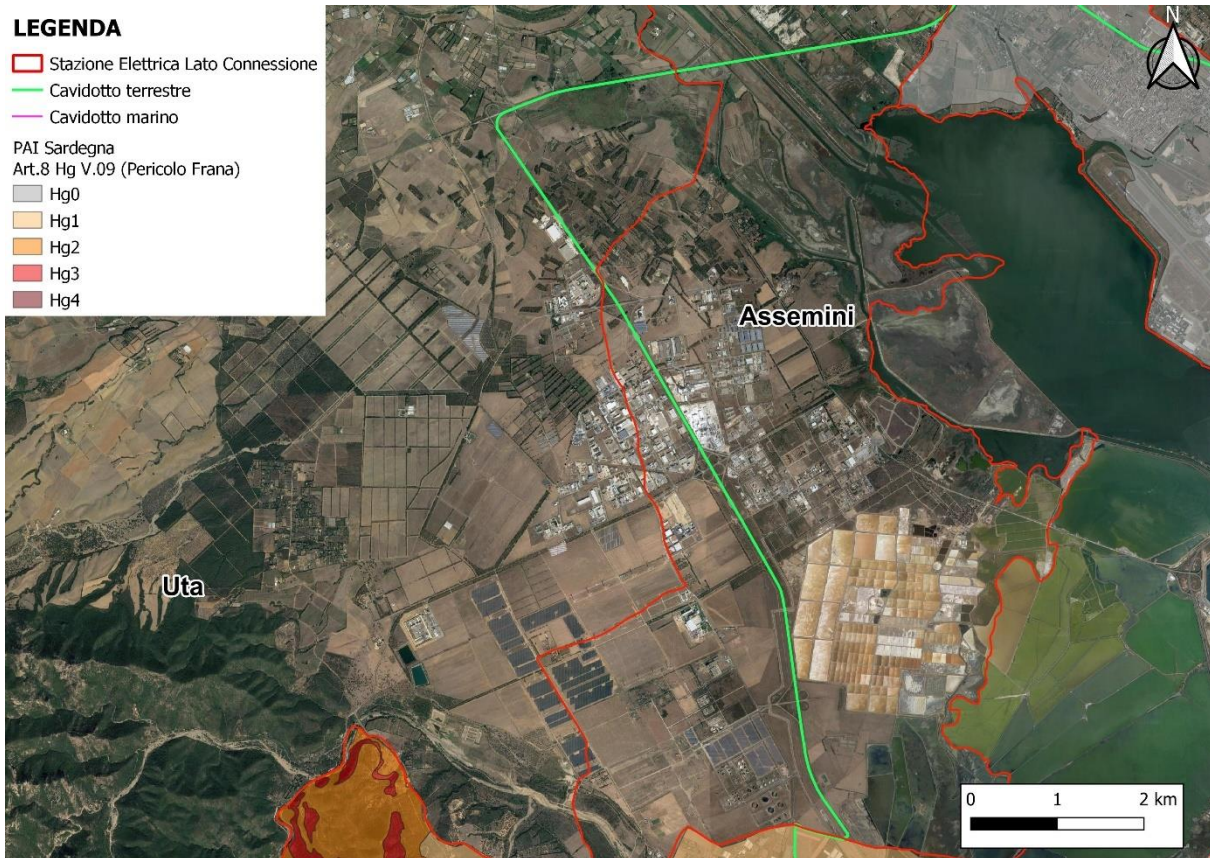 LEGENDA
Stazione Elettrica Lato Connessione
Cavidotto terrestre
Cavidotto marino
PAI Sardegna
Art.8 Hg V.09 (Pericolo Frana)
Hg0
Hg1
Hg2
Hg3
Hg4
N
Assemini
Uta
0 1 2 km